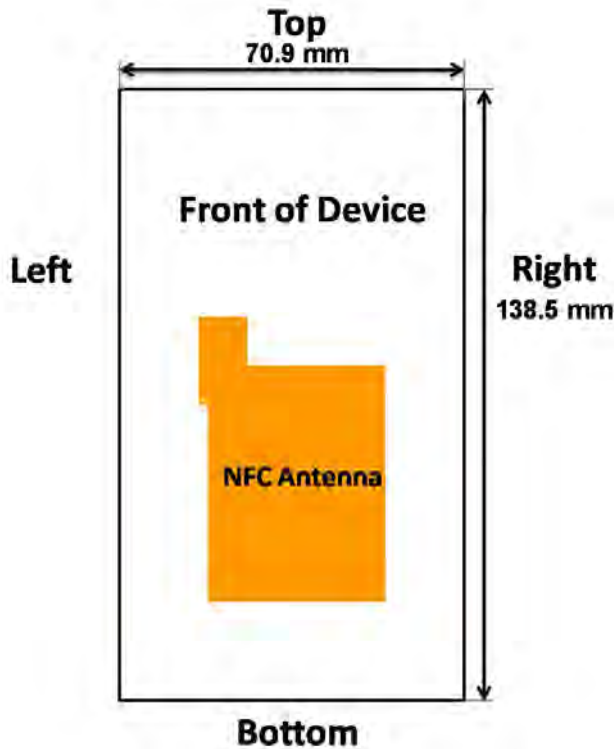 Top
70.9 mm
Front of Device
Left
Right
138.5 mm
NFC Antenna
Bottom